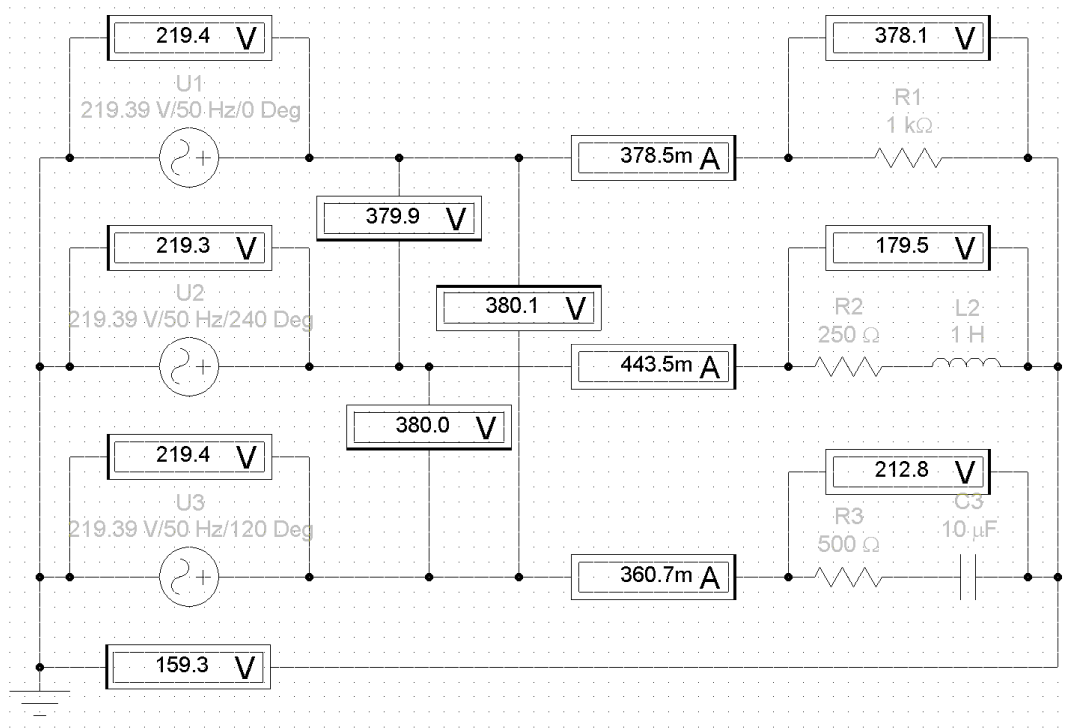 219.4 V
378.1 V
U1
219.39 V/50 Hz/0 Deg
R1
1 kΩ
378.5m A
379.9 V
219.3 V
179.5 V
U2
219.39 V/50 Hz/240 Deg
380.1 V
R2
250 Ω
L2
1 H
443.5m A
380.0 V
219.4 V
212.8 V
U3
219.39 V/50 Hz/120 Deg
R3
500 Ω
C3
10 µF
360.7m A
159.3 V